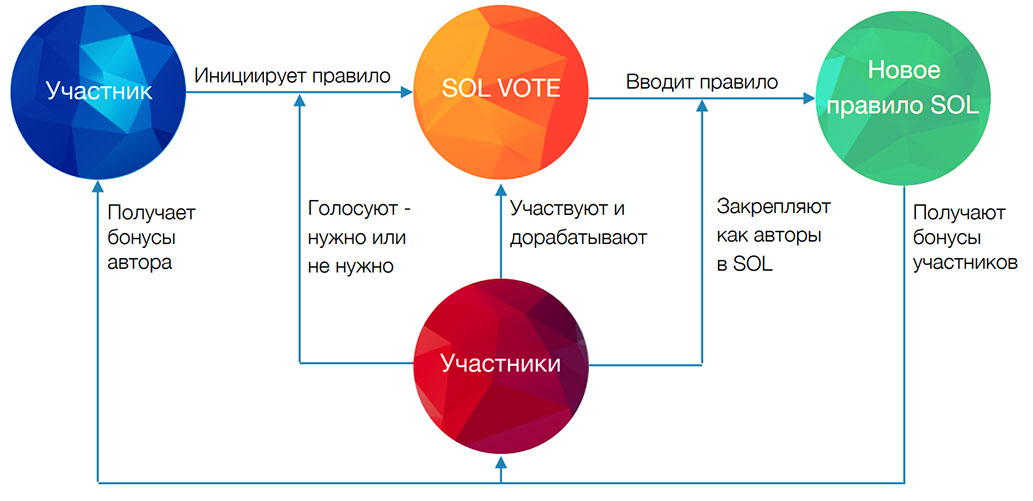 Участник
Инициирует правило
SOL VOTE
Вводит правило
Новое
правило SOL
Получает
бонусы
автора
Голосуют -
нужно или
не нужно
Участвуют и
дорабатывают
Закрепляют
как авторы
в SOL
Получают
бонусы
участников
Участники